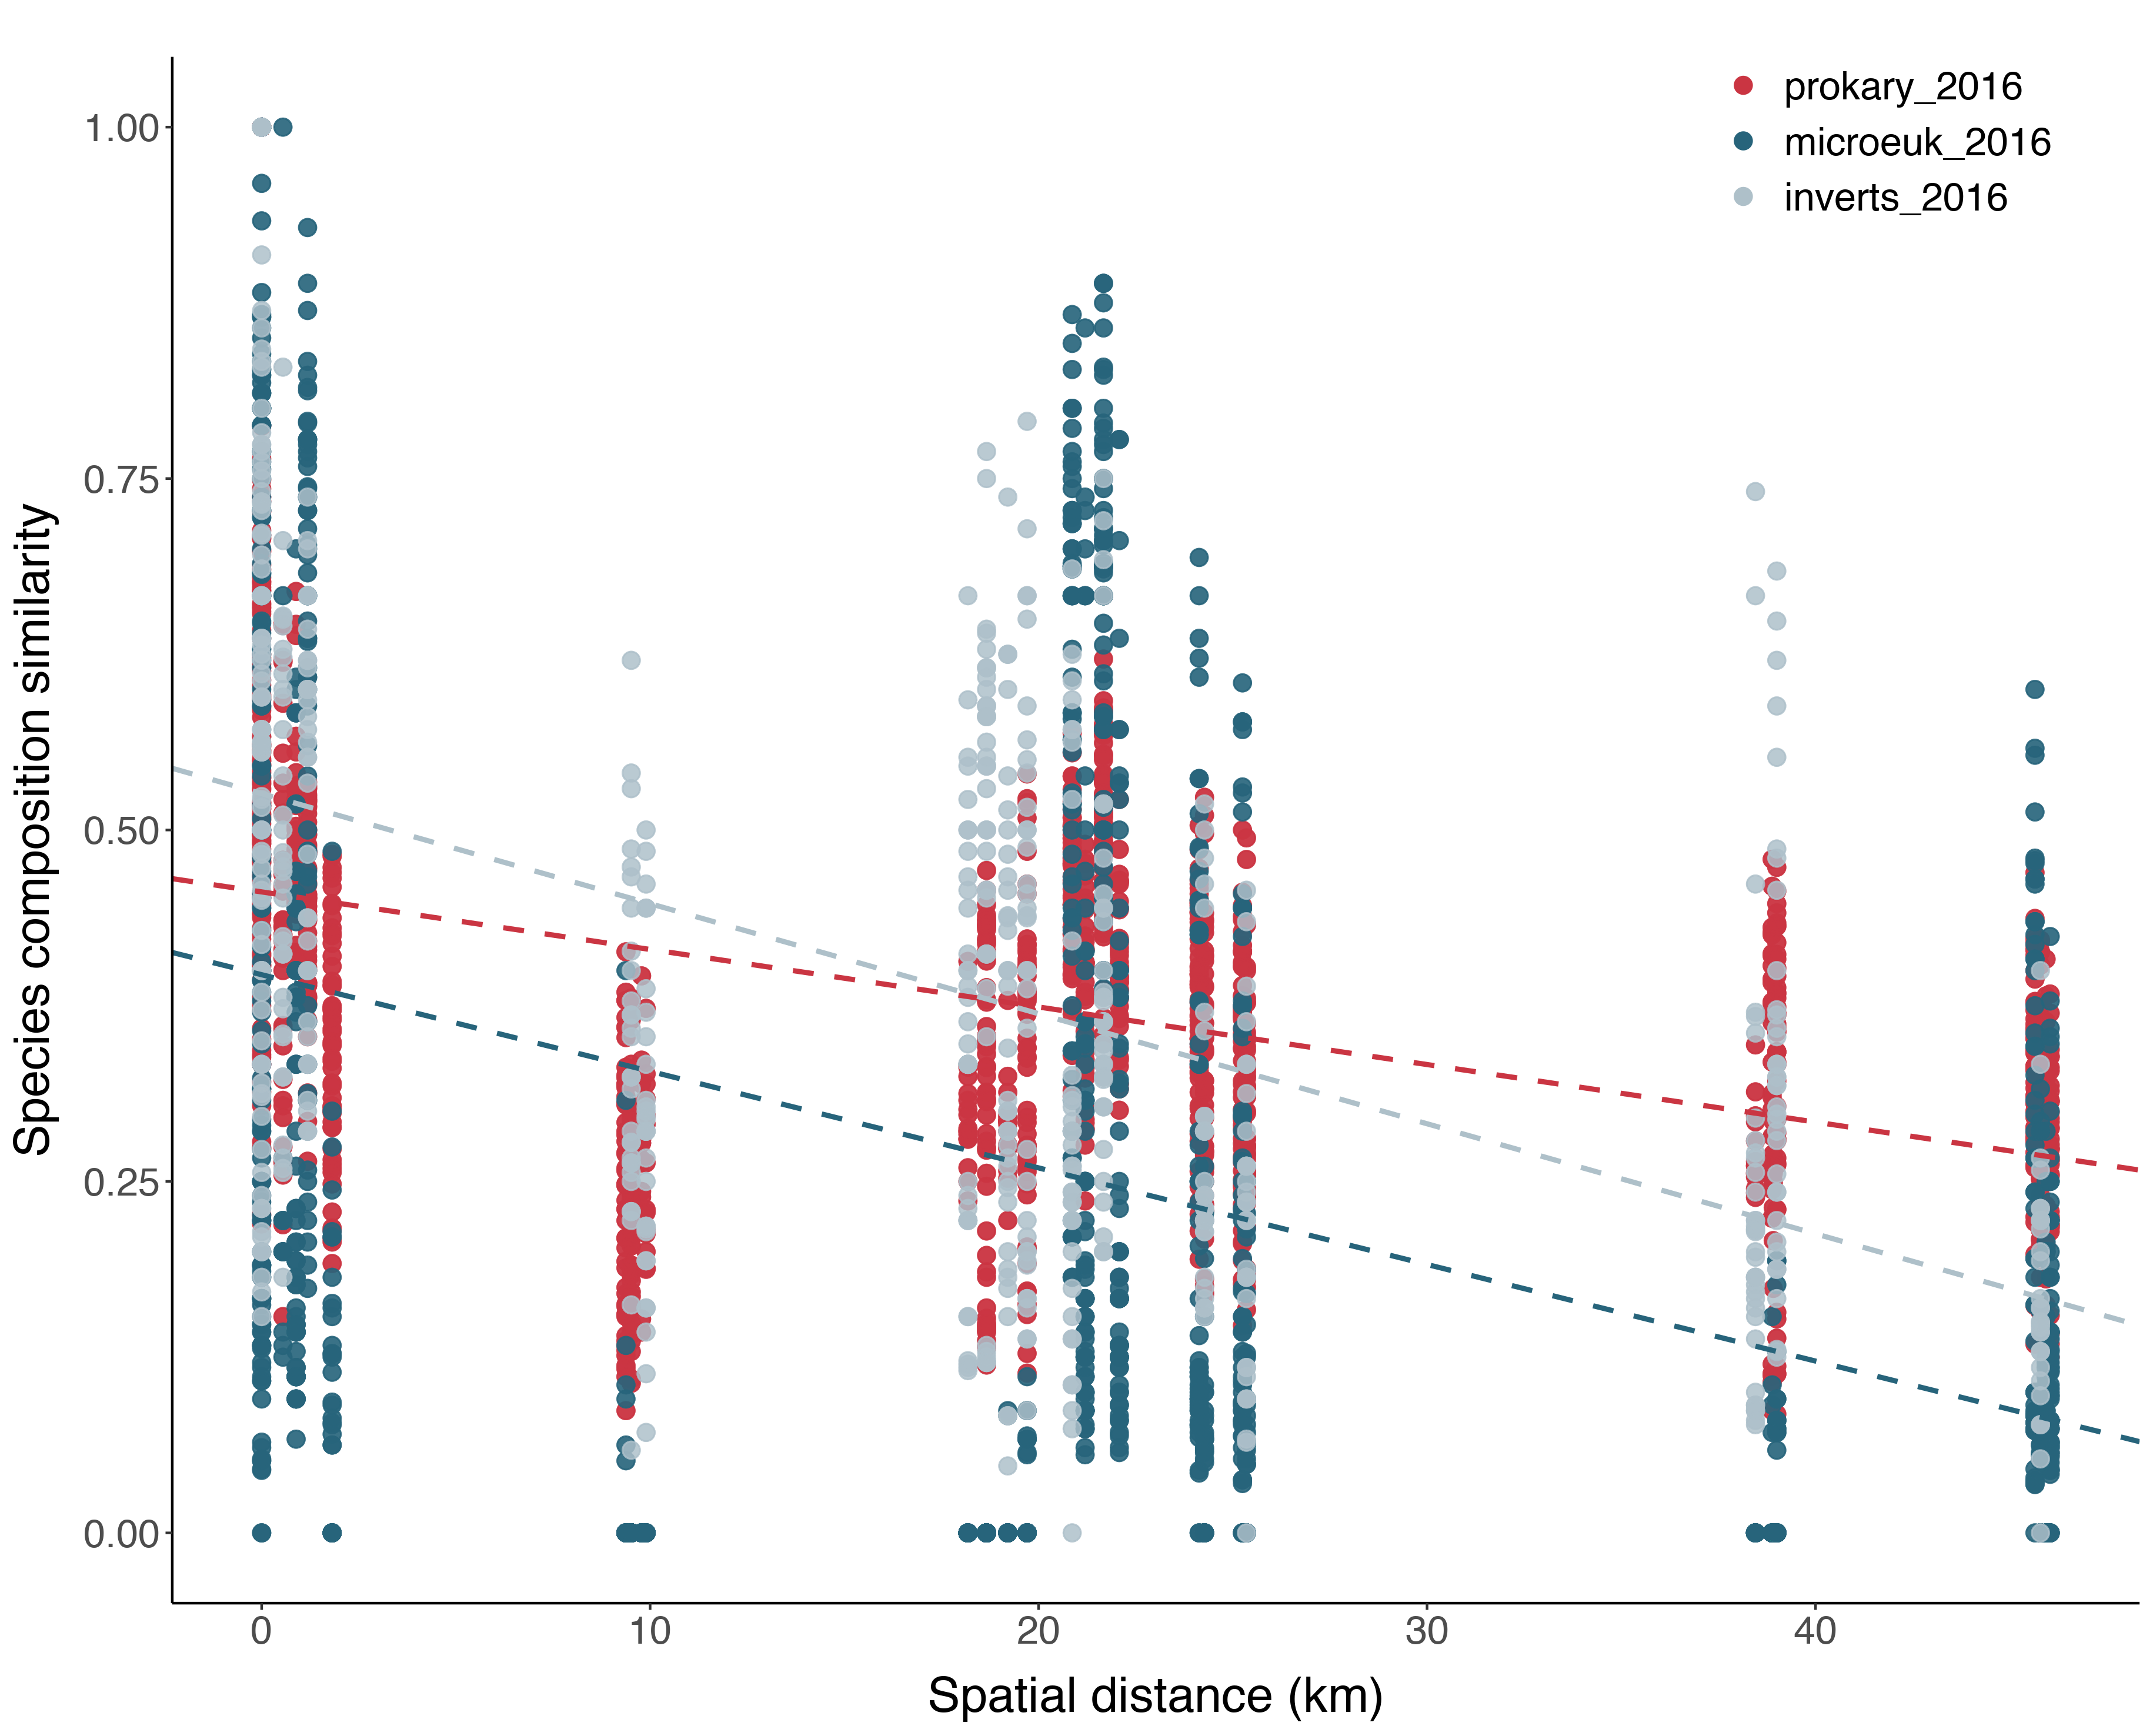 prokary_2016
microeuk_2016
inverts_2016
1.00
0.75
0.50
0.25
0.00
Species composition similarity
0 10 20 30 40
Spatial distance (km)